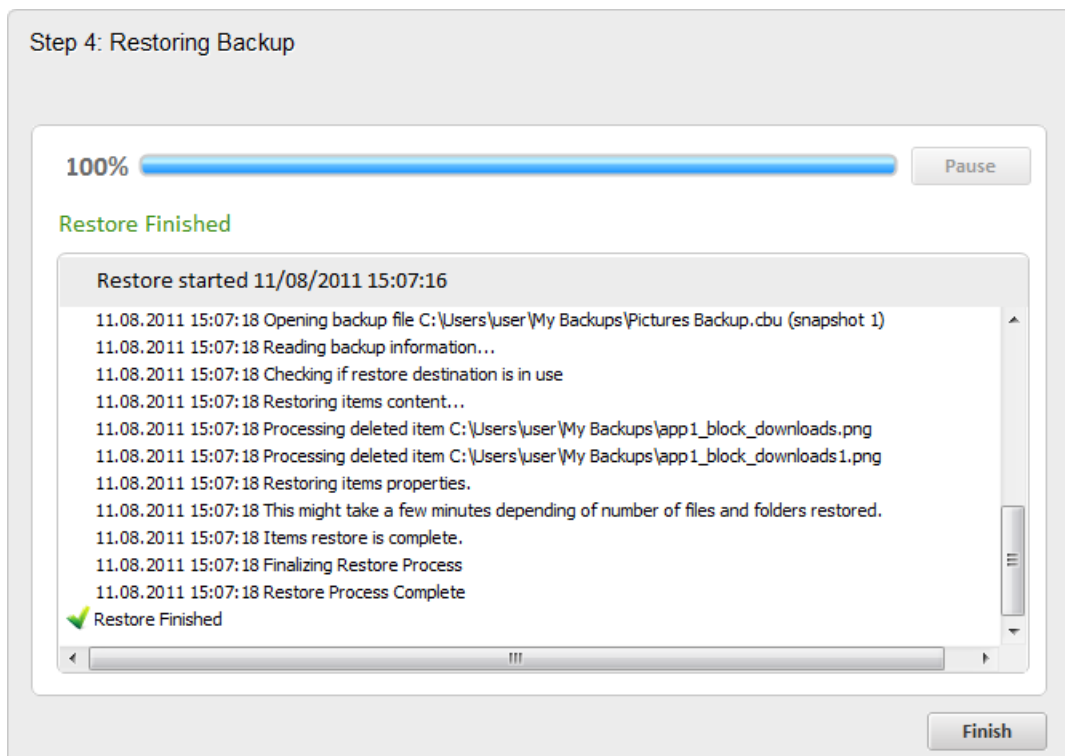 Step 4: Restoring Backup
100%
Pause
Restore Finished
Restore started 11/08/2011 15:07:16
11.08.2011 15:07:18 Opening backup file C:\Users\user\My Backups\Pictures Backup.cbu (snapshot 1)
11.08.2011 15:07:18 Reading backup information...
11.08.2011 15:07:18 Checking if restore destination is in use
11.08.2011 15:07:18 Restoring items content...
11.08.2011 15:07:18 Processing deleted item C:\Users\user\My Backups\app1_block_downloads.png
11.08.2011 15:07:18 Processing deleted item C:\Users\user\My Backups\app1_block_downloads1.png
11.08.2011 15:07:18 Restoring items properties.
11.08.2011 15:07:18 This might take a few minutes depending of number of files and folders restored.
11.08.2011 15:07:18 Items restore is complete.
11.08.2011 15:07:18 Finalizing Restore Process
11.08.2011 15:07:18 Restore Process Complete
Restore Finished
Finish